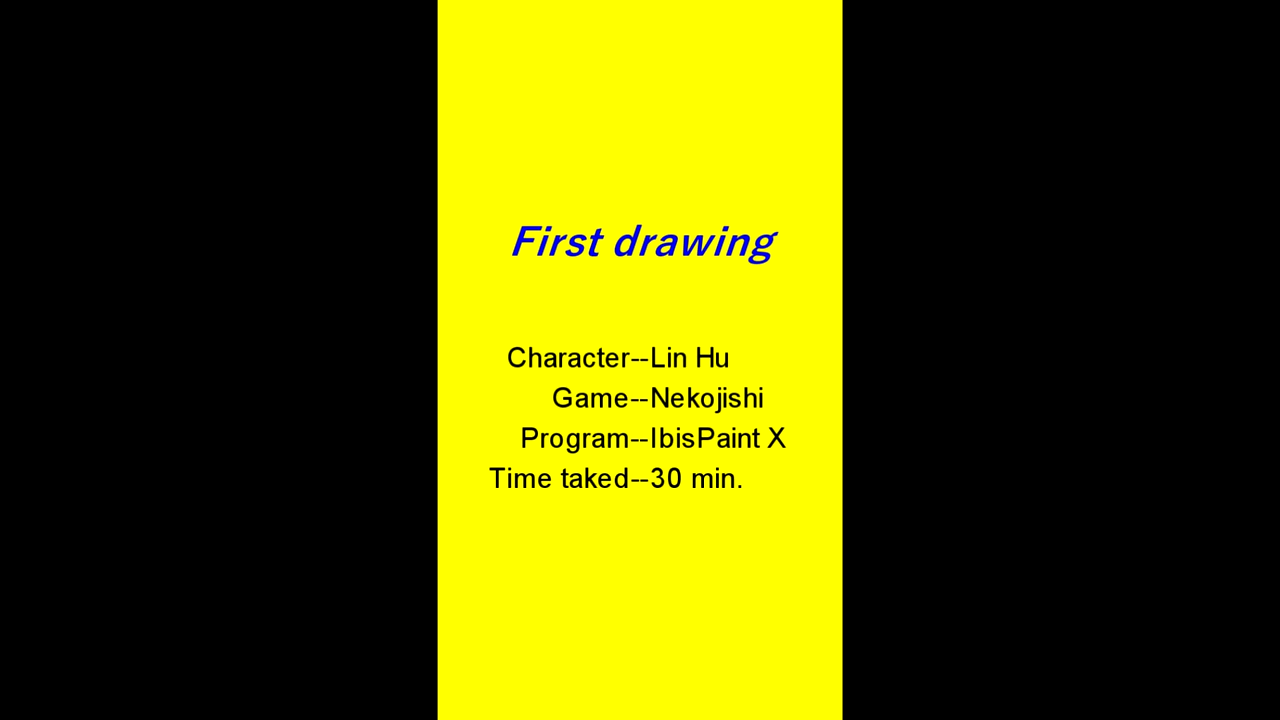 First drawing
Character--Lin Hu
Game--Nekojishi
Program--IbisPaint X
Time taked--30 min.